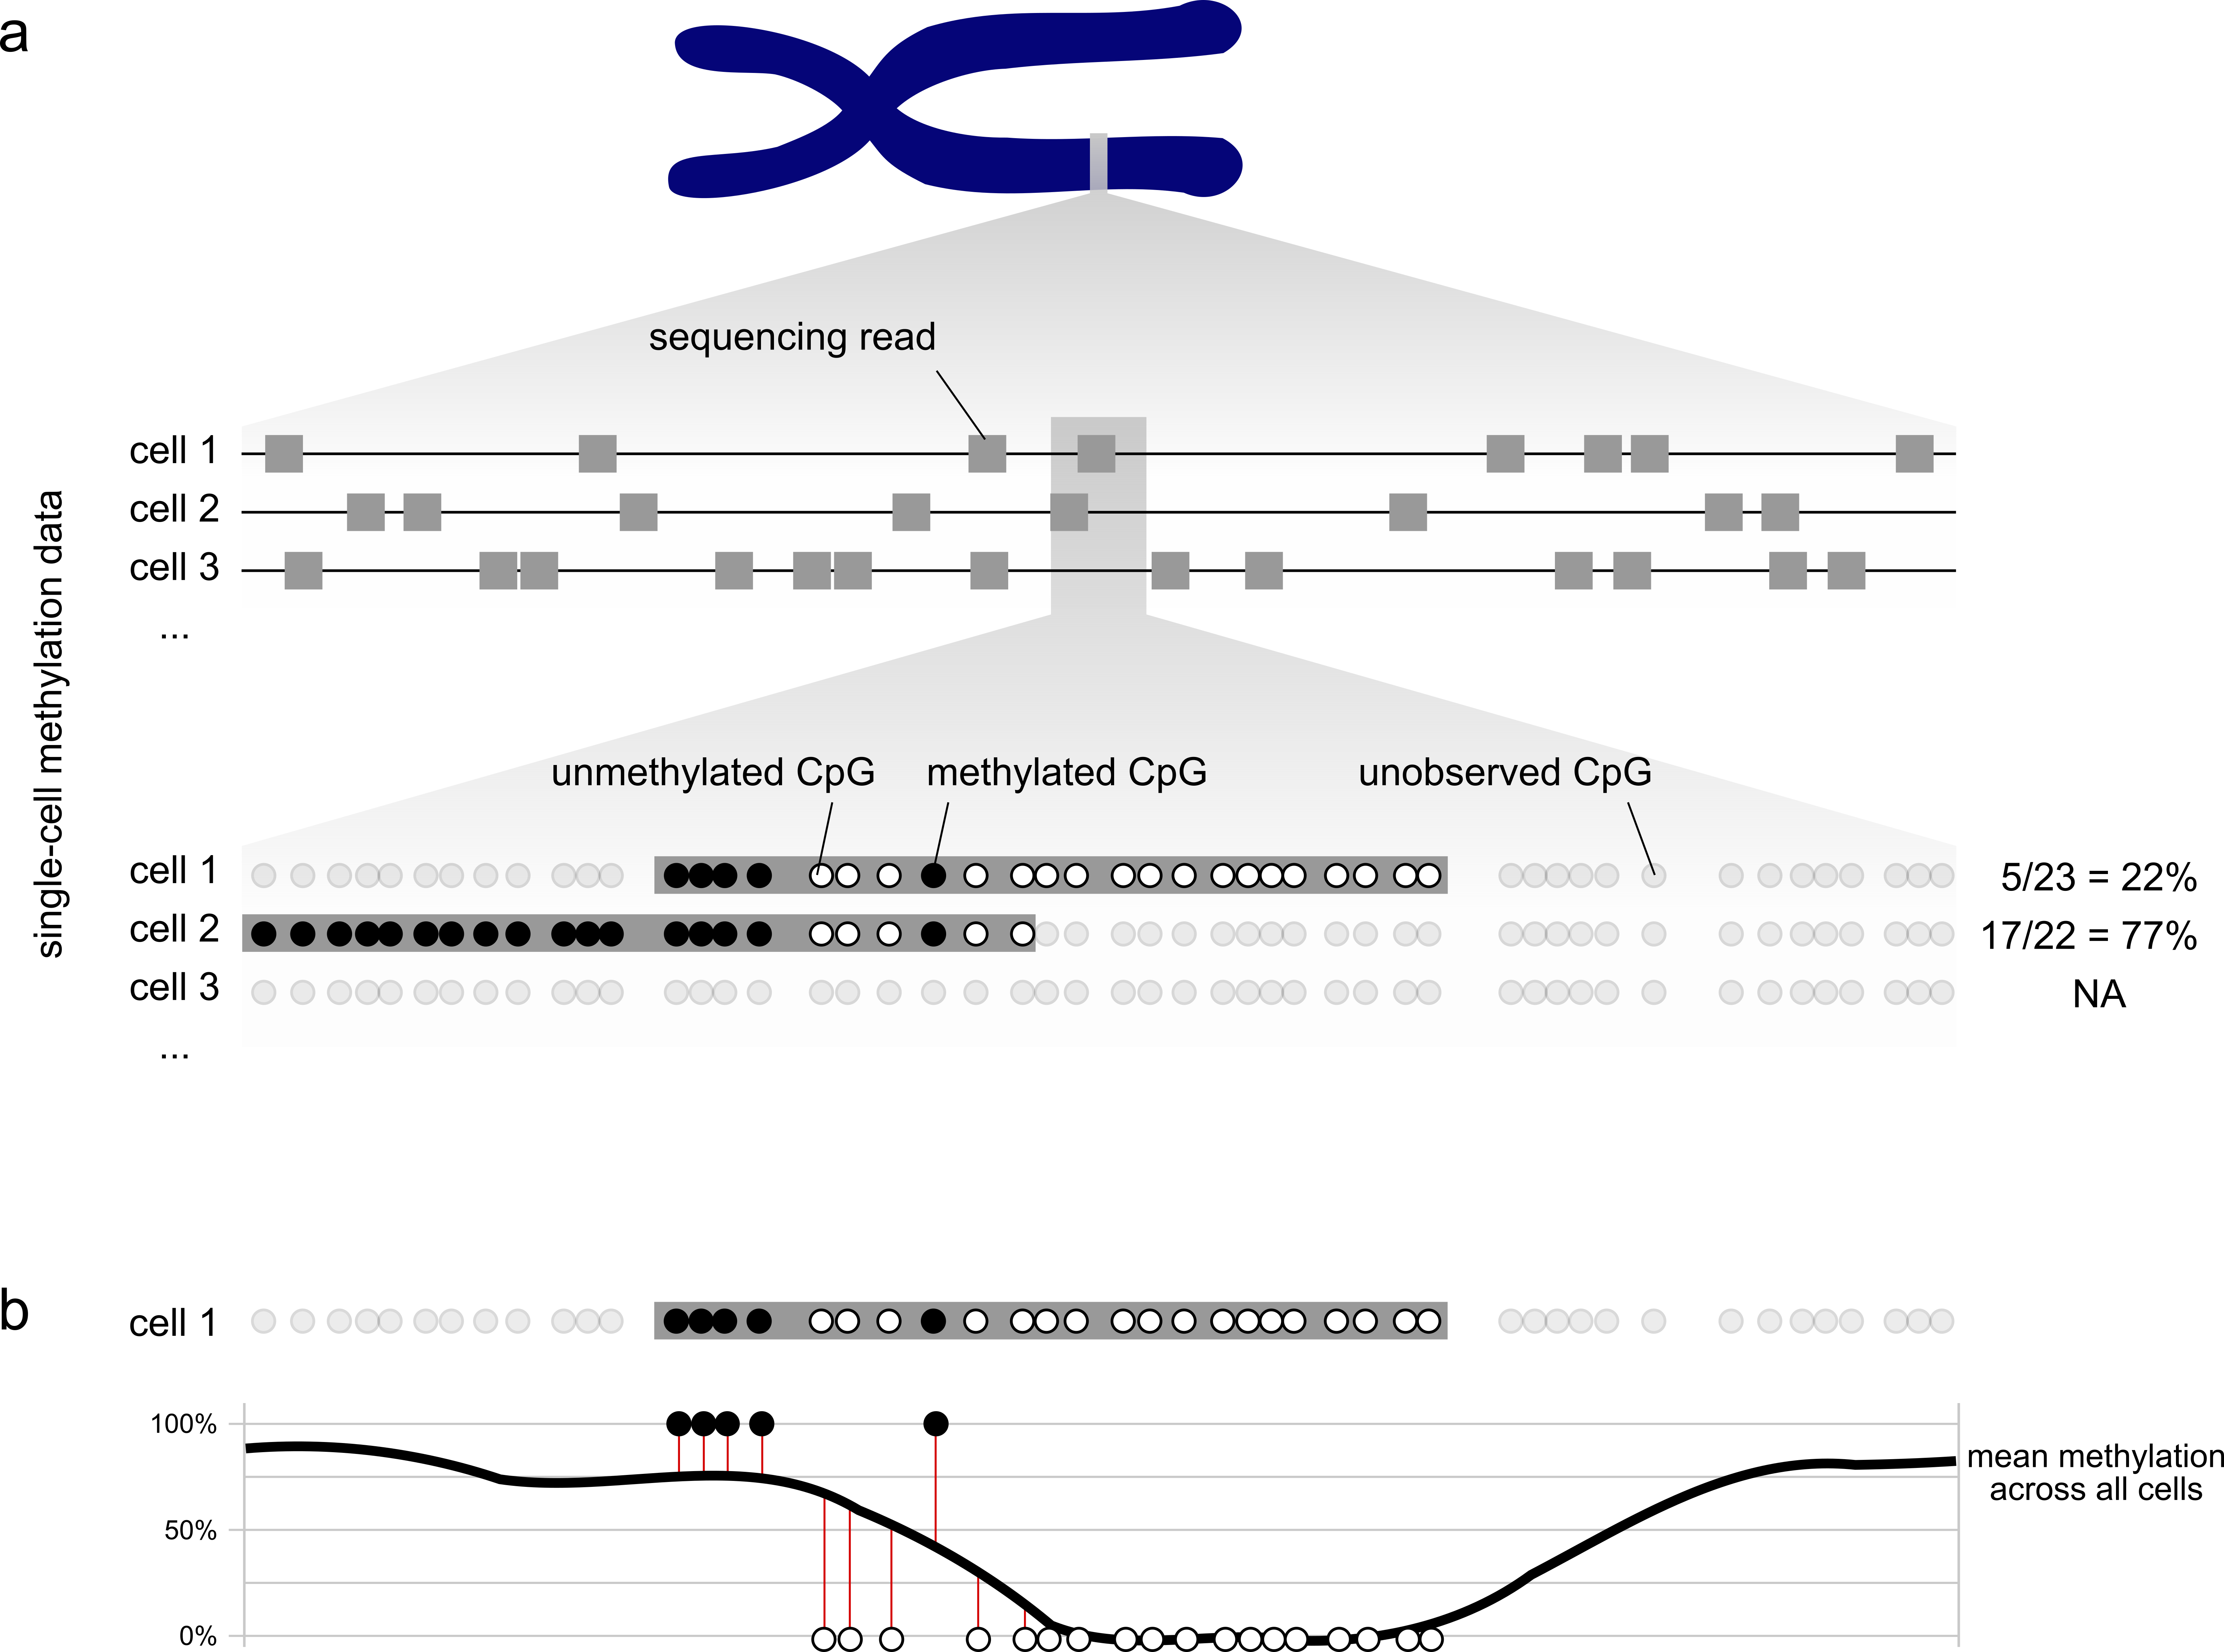 a
sequencing read
cell 1
cell 2
cell 3
...
single-cell methylation data
unmethylated CpG
methylated CpG
unobserved CpG
cell 1
5/23 = 22%
cell 2
17/22 = 77%
cell 3
NA
...
b
cell 1
100%
50%
0%
mean methylation
across all cells